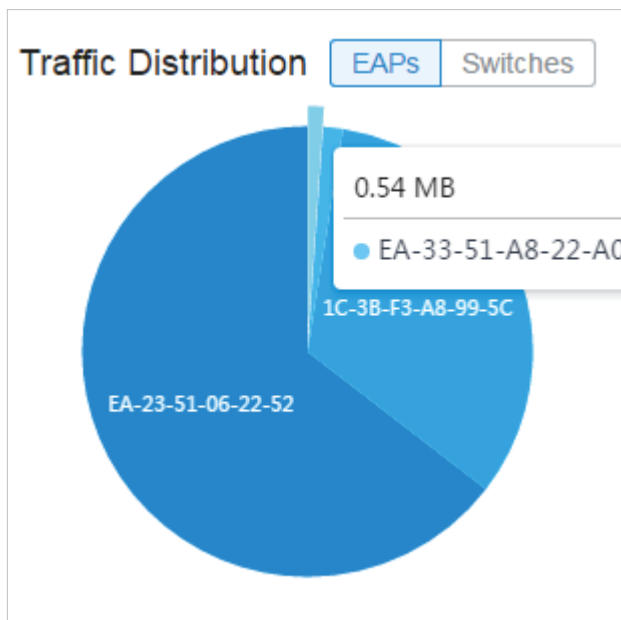 Traffic Distribution EAPs Switches
0.54 MB
EA-33-51-A8-22-A0
1C-3B-F3-A8-99-5C
EA-23-51-06-22-52